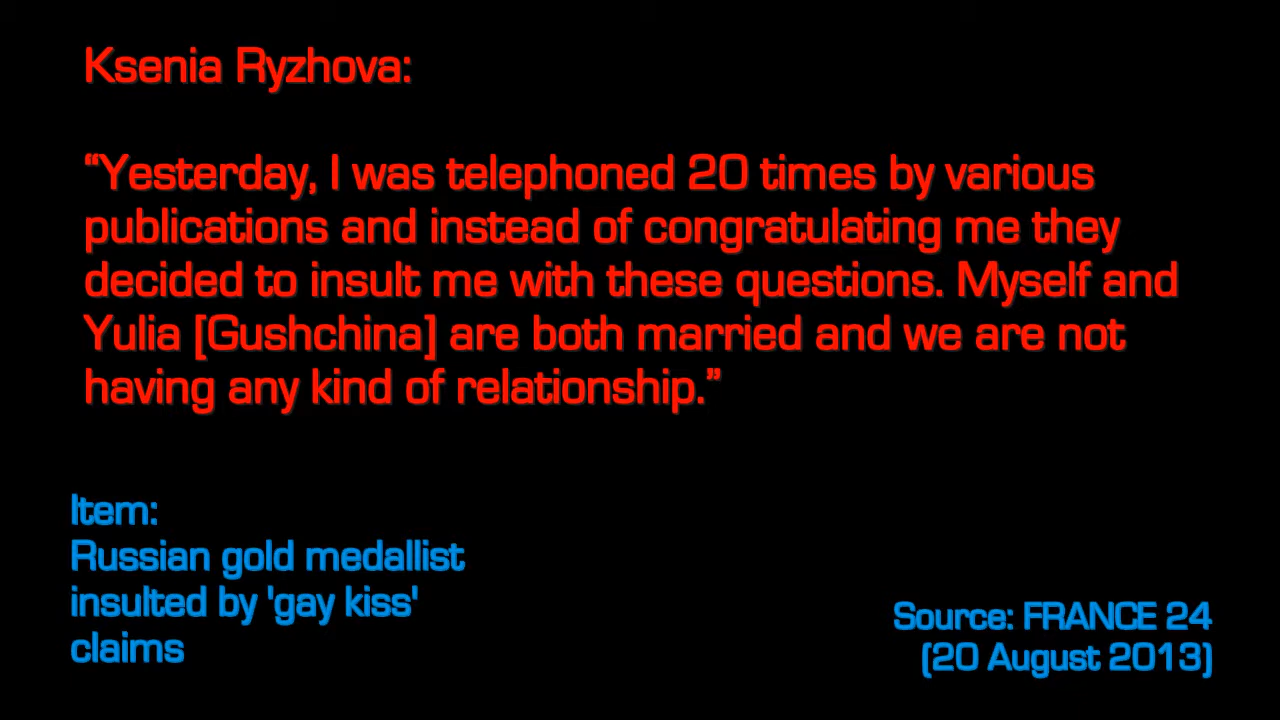 Ksenia Ryzhova:
“Yesterday, I was telephoned 20 times by various
publications and instead of congratulating me they
decided to insult me with these questions. Myself and
Yulia [Gushchina] are both married and we are not
having any kind of relationship.”
Item:
Russian gold medallist
insulted by 'gay kiss'
claims
Source: FRANCE 24
(20 August 2013)